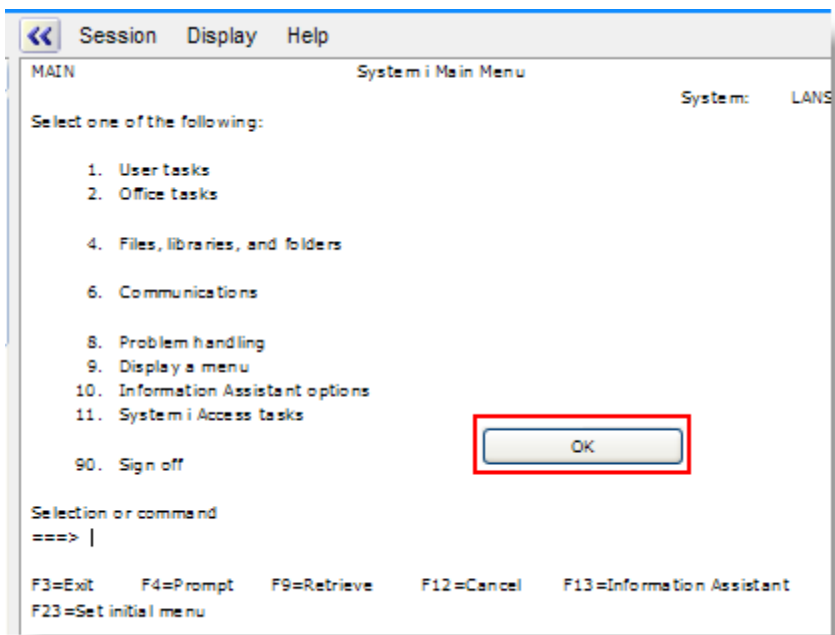 Session Display Help
MAIN System i Main Menu
System: LANS
Select one of the following:
1. User tasks
2. Office tasks
4. Files, libraries, and folders
6. Communications
8. Problem handling
9. Display a menu
10. Information Assistant options
11. System i Access tasks
OK
90. Sign off
Selection or command
===> |
F3=Exit F4=Prompt F9=Retrieve F12=Cancel F13=Information Assistant
F23=Set initial menu